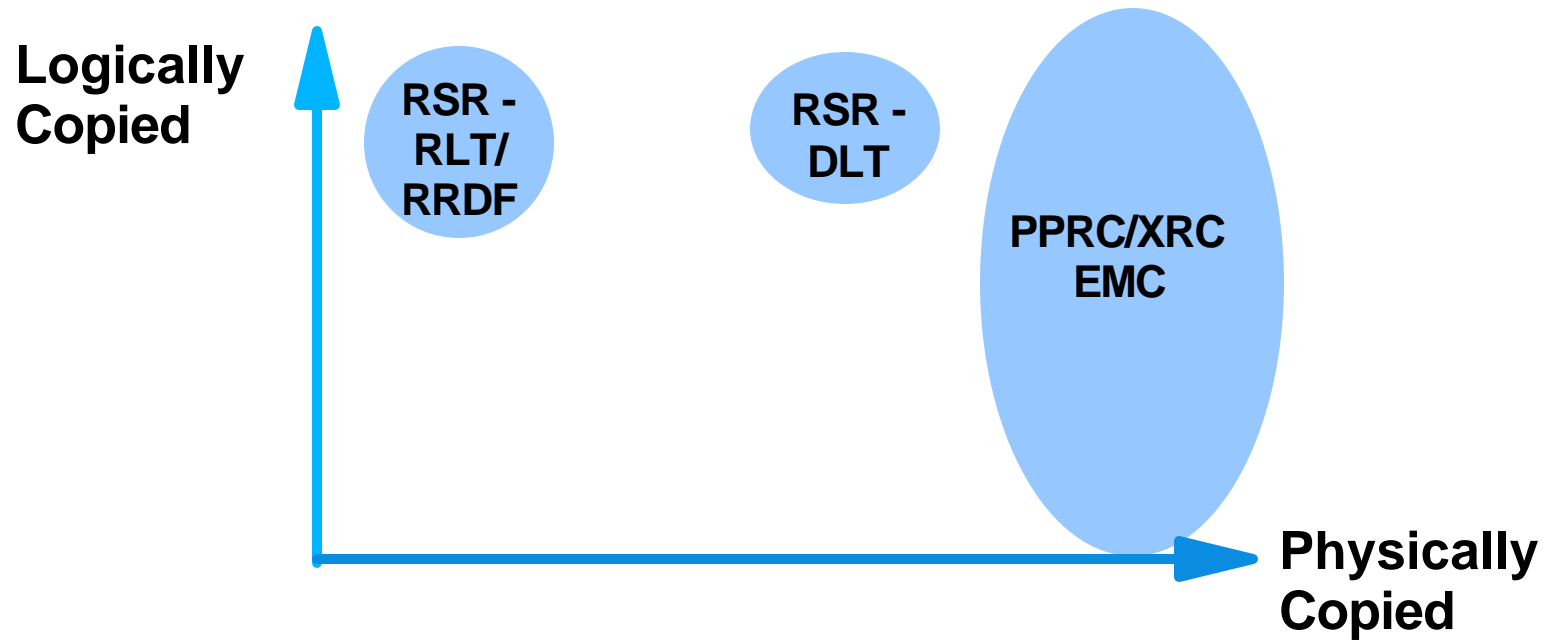 Logically
Copied
RSR -
RLT/
RRDF
RSR -
DLT
PPRC/XRC
EMC
Physically
Copied